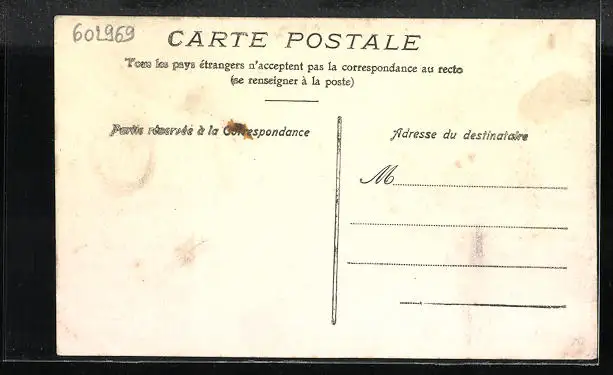 602969
CARTE POSTALE
Tous les pays étrangers n'acceptent pas la correspondance au recto
(se renseigner à la poste)
Partie réservée à la Correspondance
Adresse du destinataire
M